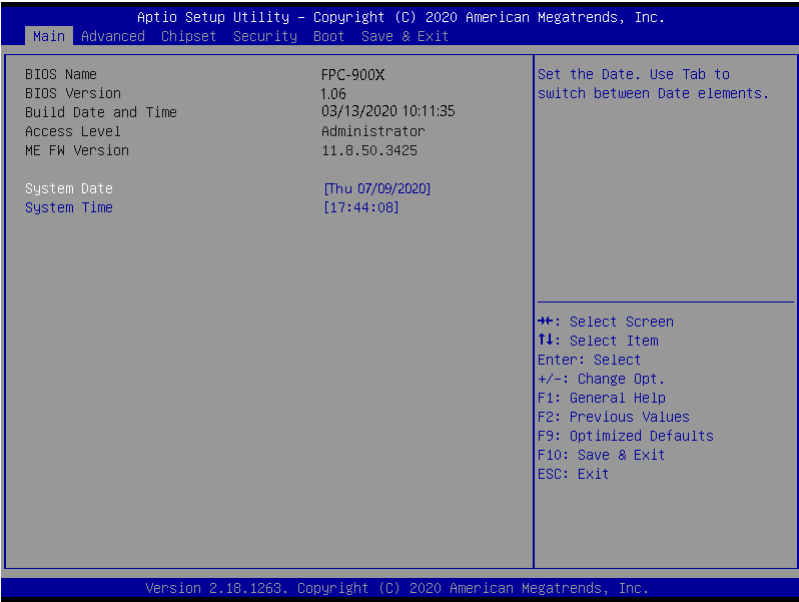 Aptio Setup Utility – Copyright (C) 2020 American Megatrends, Inc.
Main Advanced Chipset Security Boot Save & Exit
BIOS Name FPC-900X
BIOS Version 1.06
Build Date and Time 03/13/2020 10:11:35
Access Level Administrator
ME FW Version 11.8.50.3425
System Date [Thu 07/09/2020]
System Time [17:44:08]
Set the Date. Use Tab to
switch between Date elements.
→←: Select Screen
↑↓: Select Item
Enter: Select
+/-: Change Opt.
F1: General Help
F2: Previous Values
F9: Optimized Defaults
F10: Save & Exit
ESC: Exit
Version 2.18.1263. Copyright (C) 2020 American Megatrends, Inc.